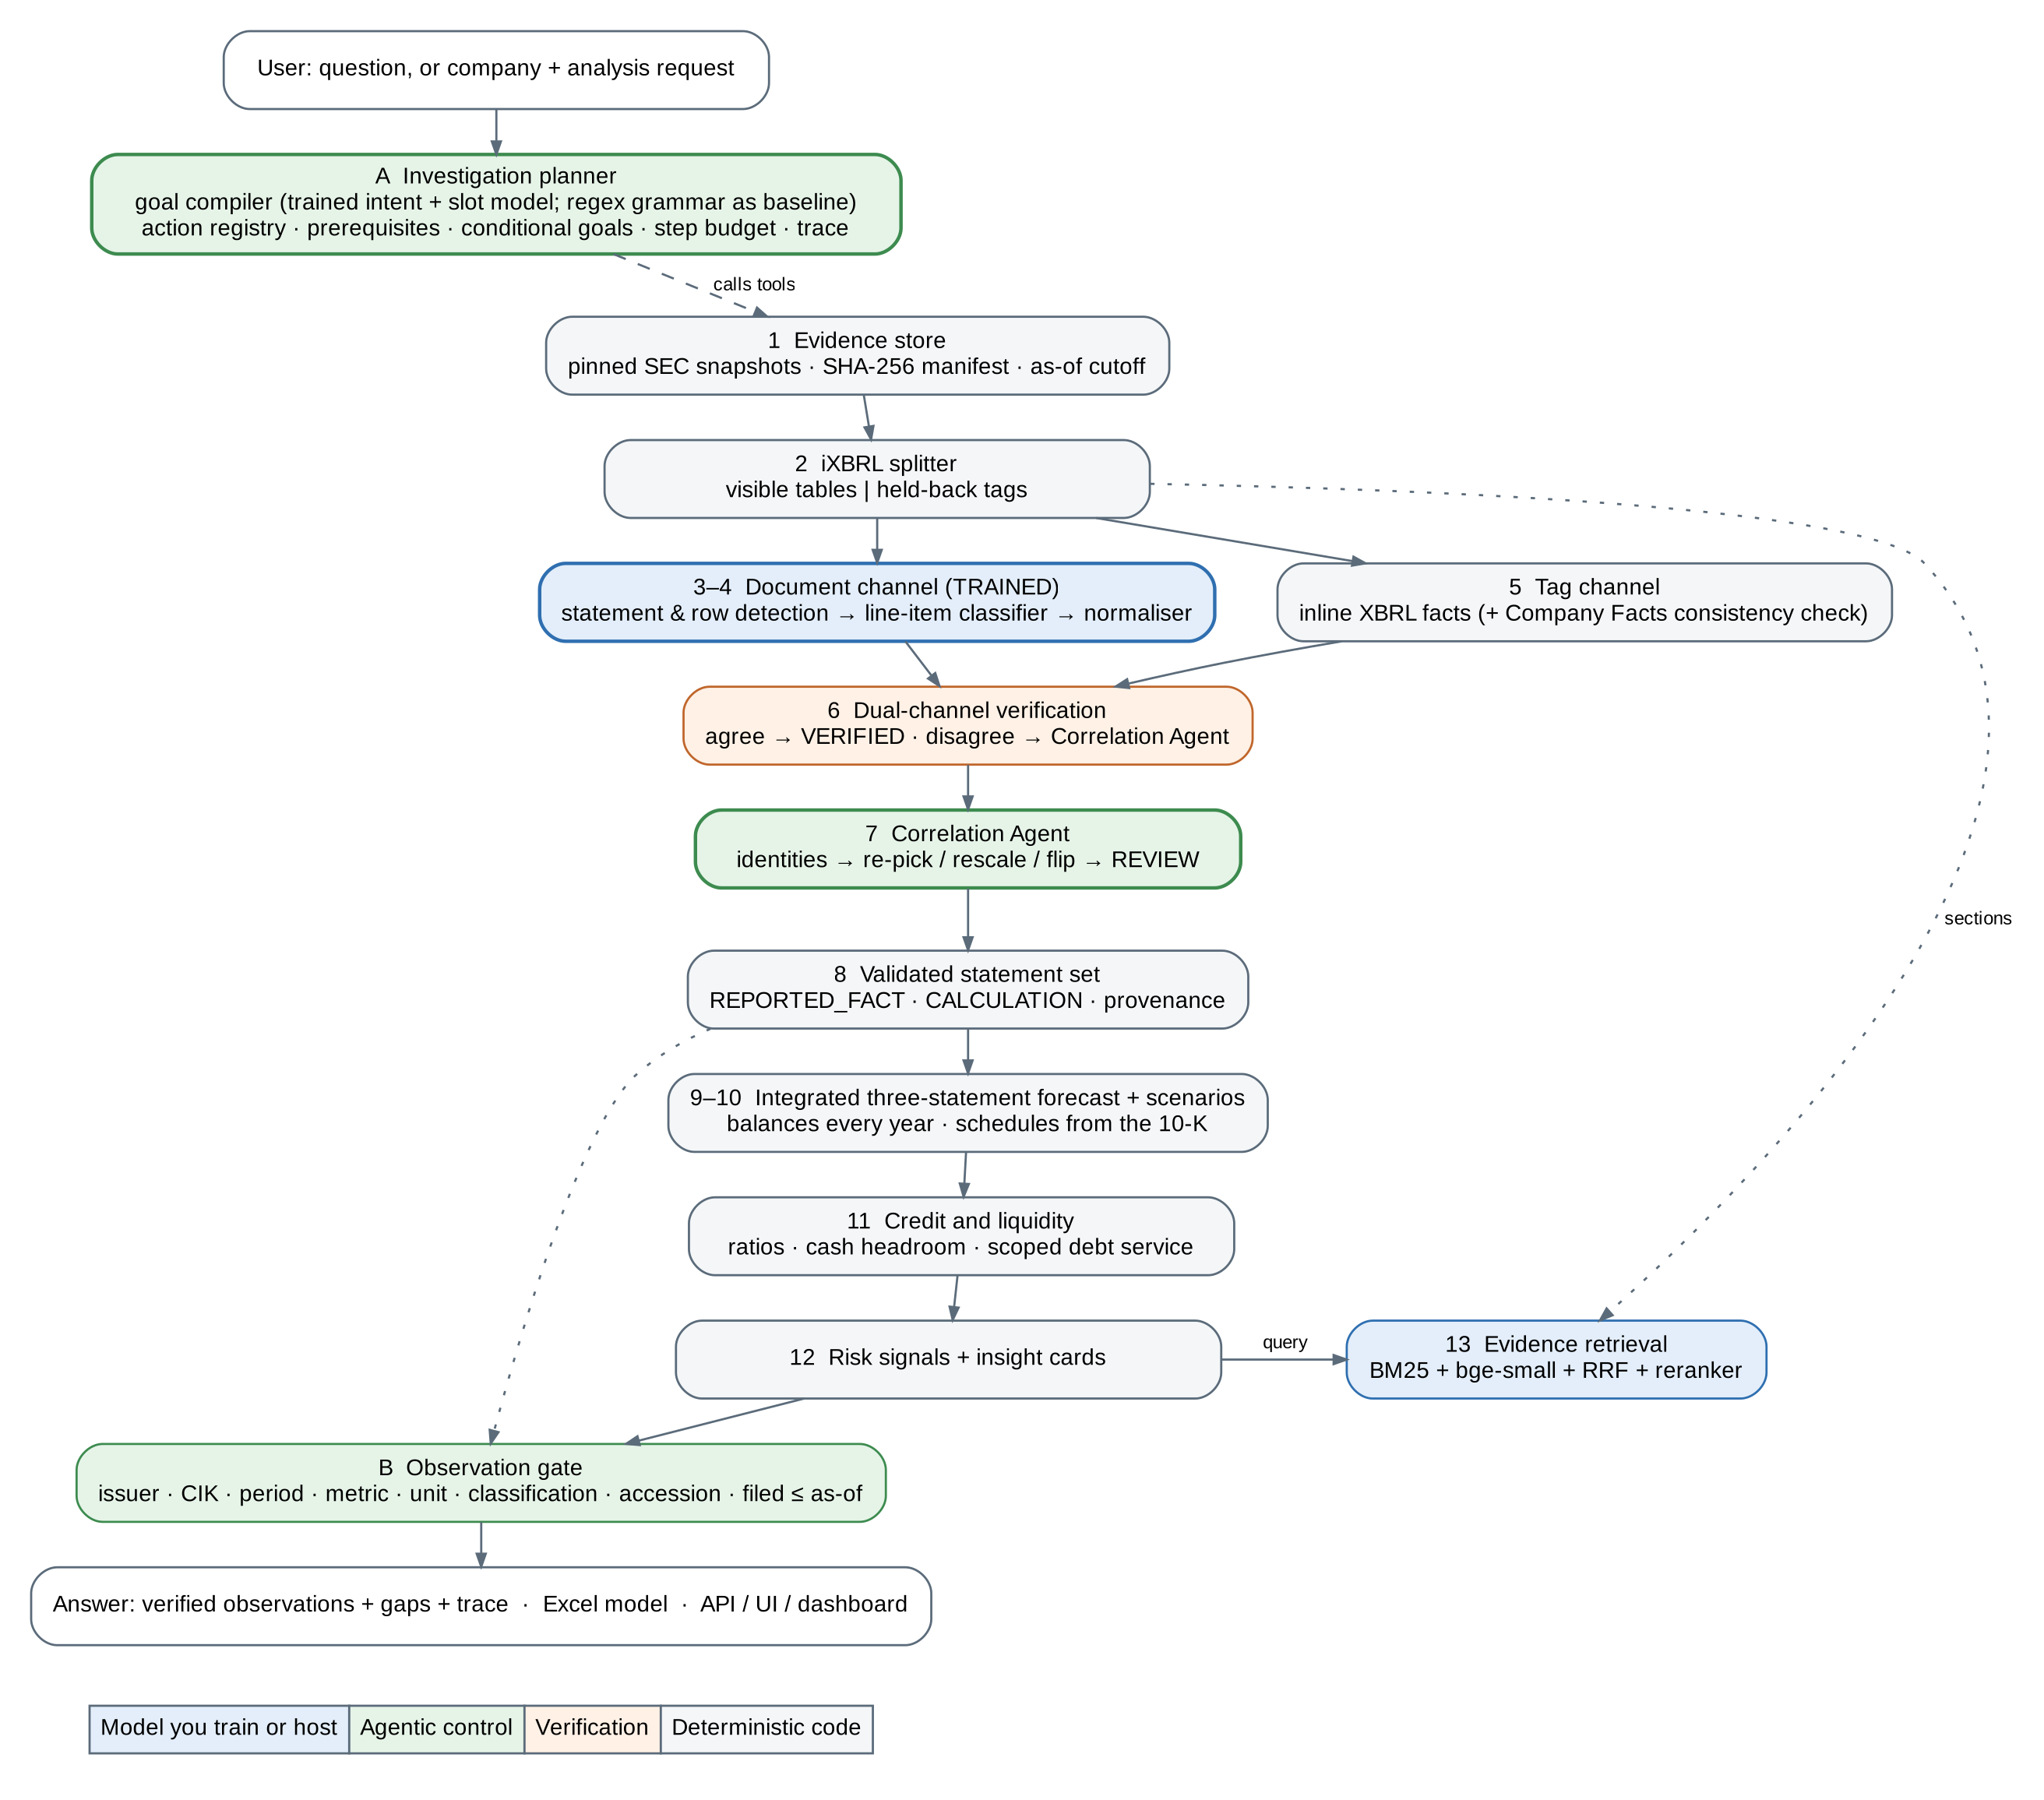 User: question, or company + analysis request
A  Investigation planner
goal compiler (trained intent + slot model; regex grammar as baseline)
action registry · prerequisites · conditional goals · step budget · trace
calls tools
1  Evidence store
pinned SEC snapshots · SHA-256 manifest · as-of cutoff
2  iXBRL splitter
visible tables | held-back tags
3–4  Document channel (TRAINED)
statement & row detection → line-item classifier → normaliser
5  Tag channel
inline XBRL facts (+ Company Facts consistency check)
6  Dual-channel verification
agree → VERIFIED · disagree → Correlation Agent
7  Correlation Agent
identities → re-pick / rescale / flip → REVIEW
sections
8  Validated statement set
REPORTED_FACT · CALCULATION · provenance
9–10  Integrated three-statement forecast + scenarios
balances every year · schedules from the 10-K
11  Credit and liquidity
ratios · cash headroom · scoped debt service
12  Risk signals + insight cards
query
13  Evidence retrieval
BM25 + bge-small + RRF + reranker
B  Observation gate
issuer · CIK · period · metric · unit · classification · accession · filed ≤ as-of
Answer: verified observations + gaps + trace  ·  Excel model  ·  API / UI / dashboard
Model you train or host
Agentic control
Verification
Deterministic code